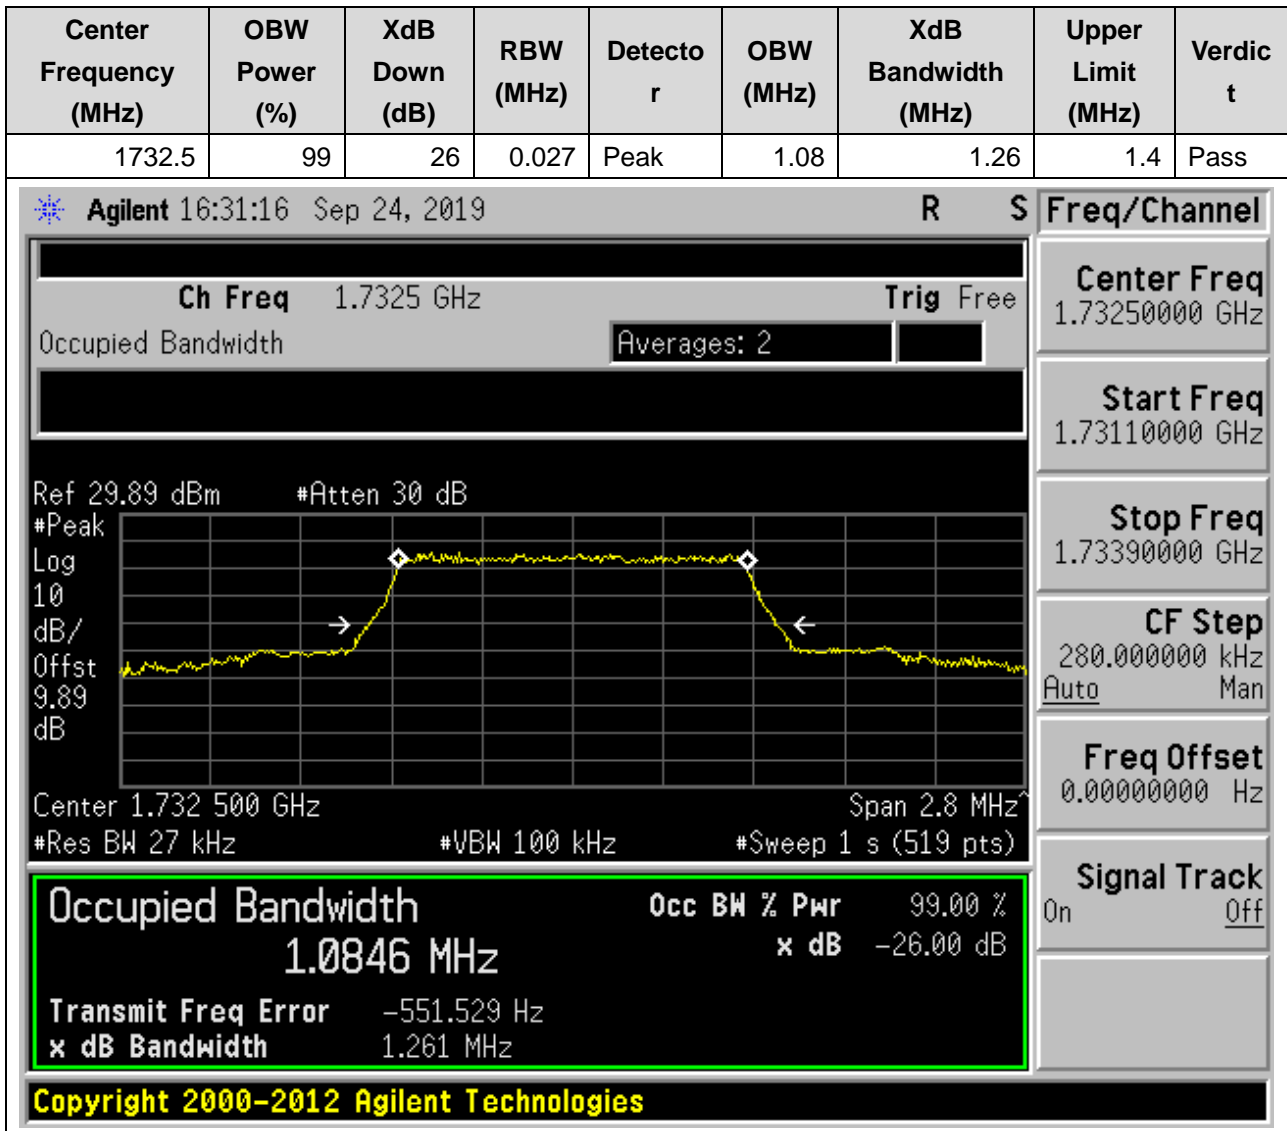 Center Frequency (MHz) OBW Power (%) XdB Down (dB) RBW (MHz) Detector OBW (MHz) XdB Bandwidth (MHz) Upper Limit (MHz) Verdict
1732.5 99 26 0.027 Peak 1.08 1.26 1.4 Pass
Agilent 16:31:16 Sep 24, 2019 R S
Freq/Channel
Ch Freq 1.7325 GHz Trig Free
Occupied Bandwidth Averages: 2
Ref 29.89 dBm #Atten 30 dB
#Peak
Log
10
dB/
Offst
9.89
dB
Center 1.732 500 GHz Span 2.8 MHz^
#Res BW 27 kHz #VBW 100 kHz #Sweep 1 s (519 pts)
Occupied Bandwidth
1.0846 MHz
Occ BW % Pwr 99.00 %
x dB -26.00 dB
Transmit Freq Error -551.529 Hz
x dB Bandwidth 1.261 MHz
Center Freq
1.73250000 GHz
Start Freq
1.73110000 GHz
Stop Freq
1.73390000 GHz
CF Step
280.000000 kHz
Auto Man
Freq Offset
0.00000000 Hz
Signal Track
On Off
Copyright 2000-2012 Agilent Technologies